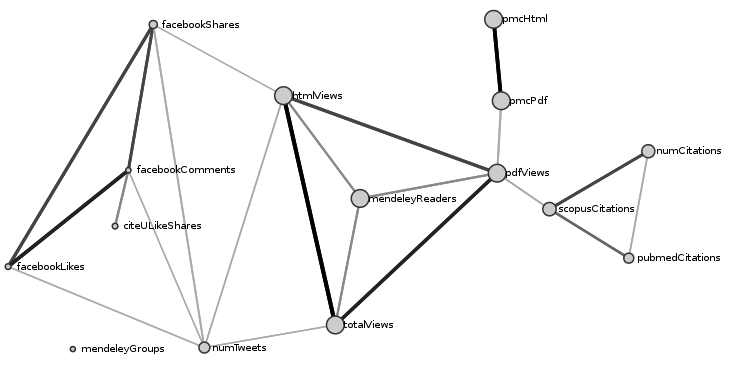 pmcHtml
facebookShares
htmlViews
pmcPdf
numCitations
facebookComments
pdfViews
mendeleyReaders
scopusCitations
citeULikeShares
pubmedCitations
facebookLikes
totalViews
mendeleyGroups
numTweets